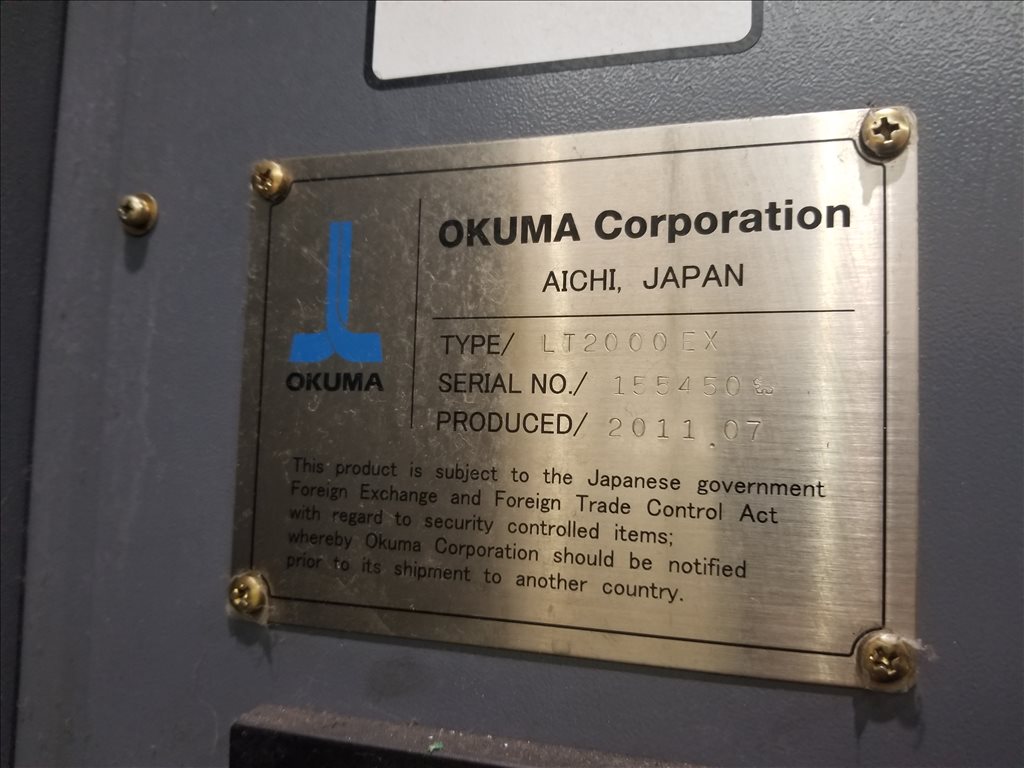 OKUMA Corporation
AICHI, JAPAN
OKUMA
TYPE/ LT2000EX
SERIAL NO./
PRODUCED/ 2011.07
This product is subject to the Japanese government
Foreign Exchange and Foreign Trade Control Act
with regard to security controlled items;
whereby Okuma Corporation should be notified
prior to its shipment to another country.